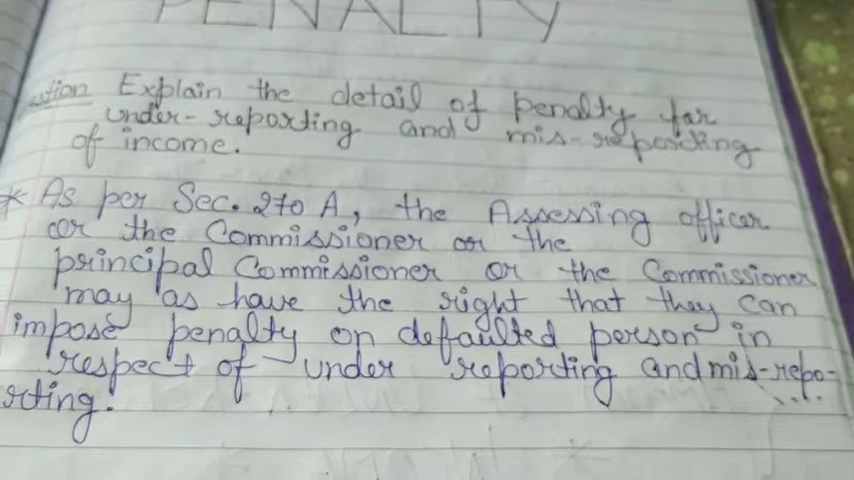 PENALTY
Explain the detail of penalty for
under-reporting and mis-reporting
of income.
* As per Sec. 270 A, the Assessing officer
or the Commissioner or the
principal Commissioner or the Commissioner
may as have the right that they can
impose penalty on defaulted person in
respect of under reporting and mis-repo-
rting.